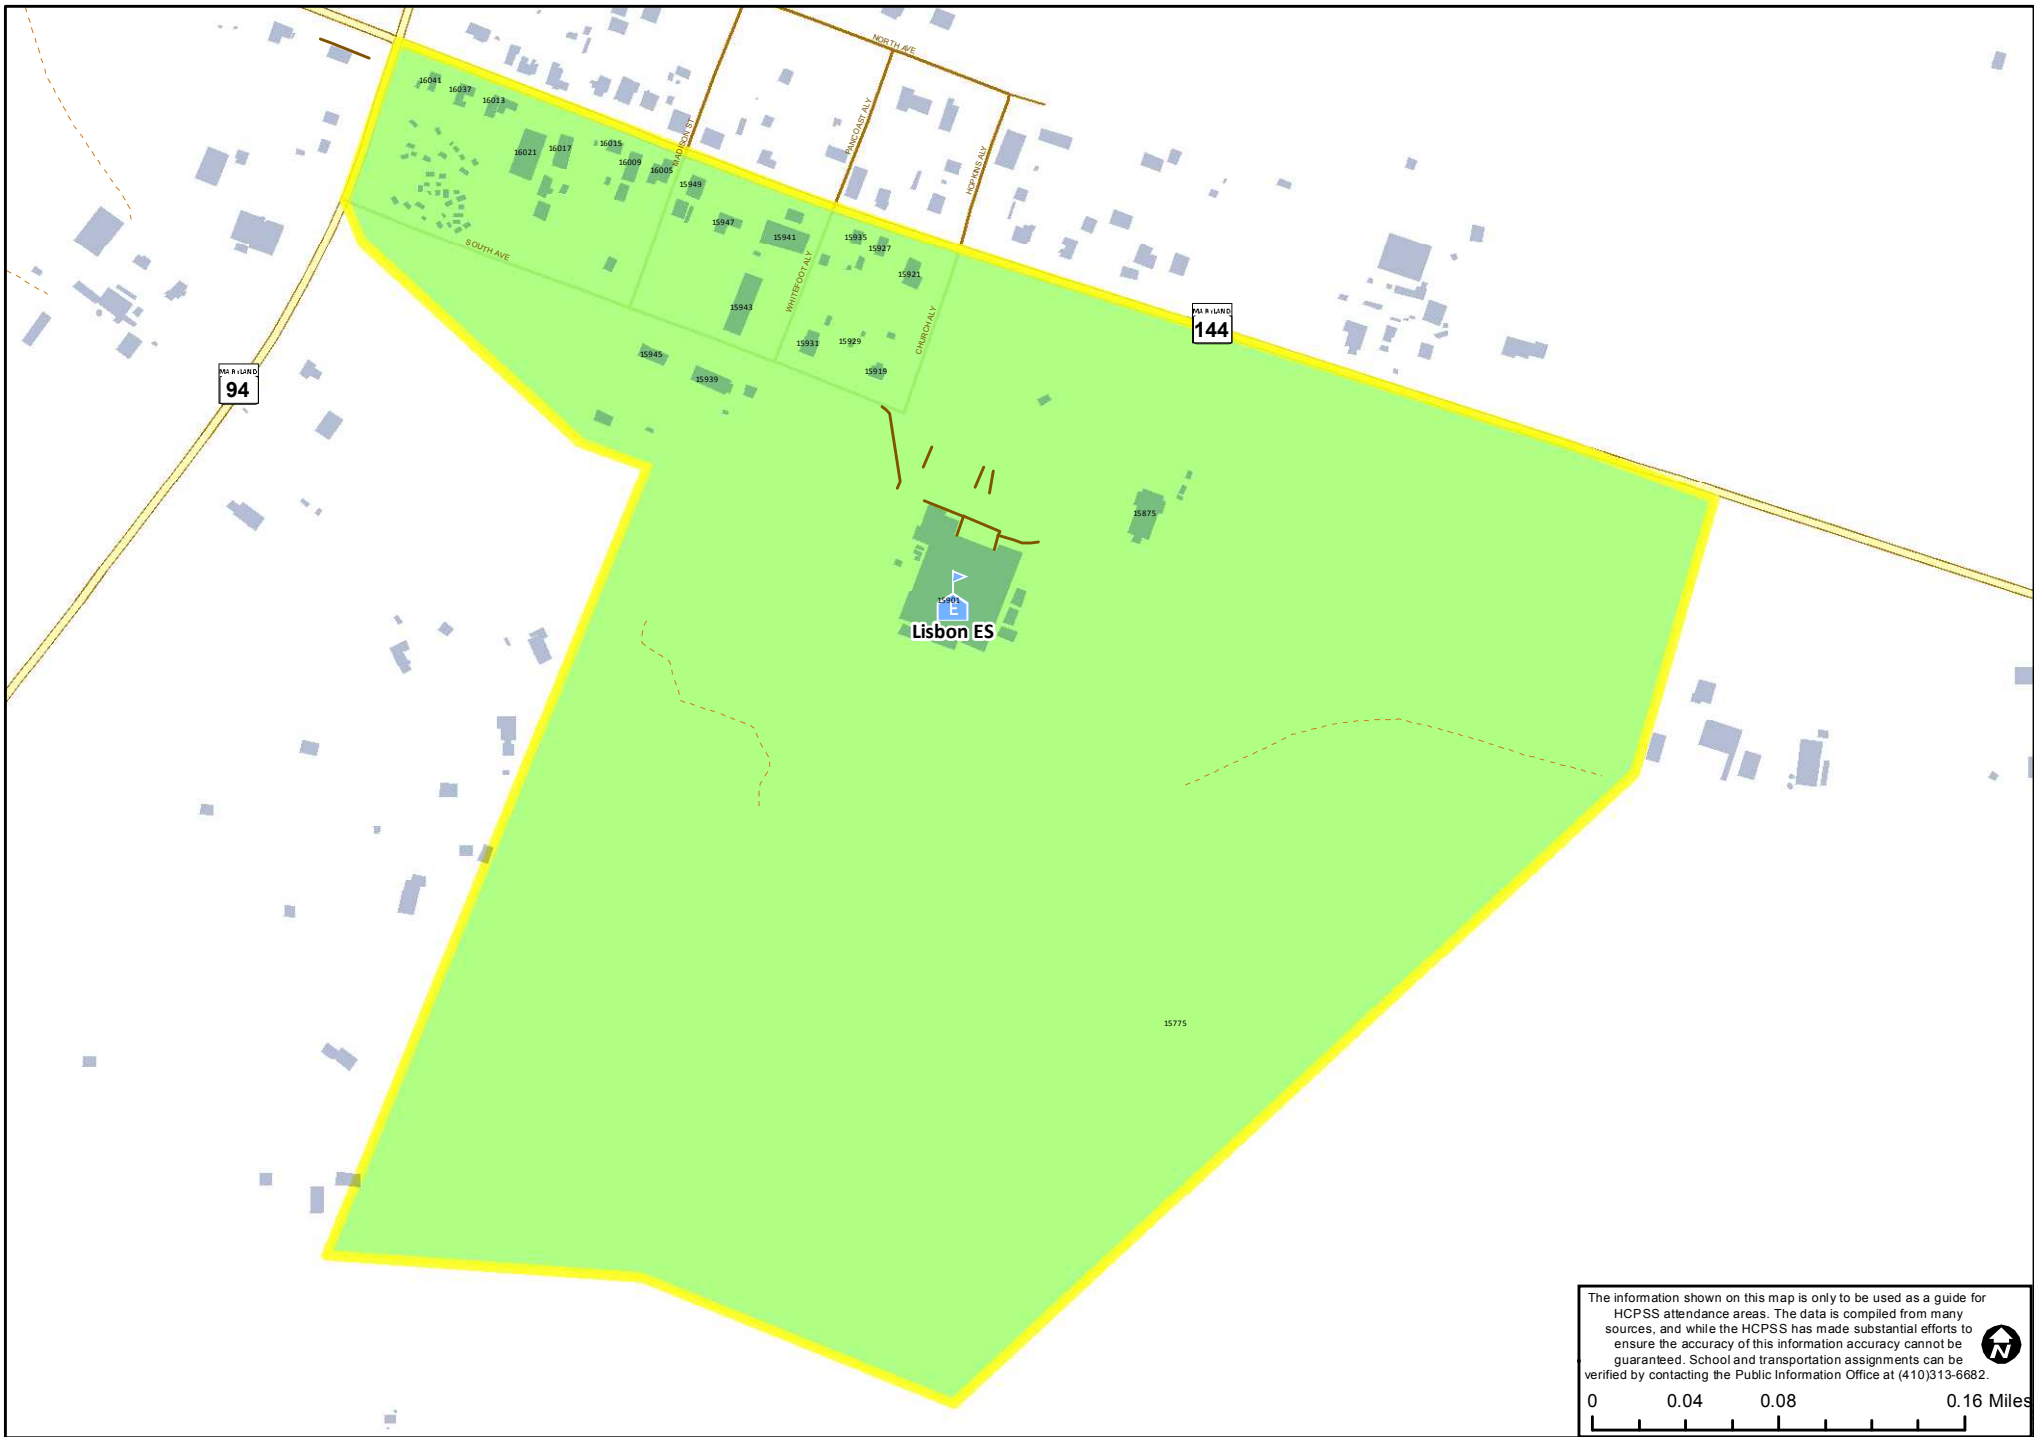 NORTH AVE
16041
16037
16013
PANCOAST ALY
MADISON ST
16021
16017
16015
16009
16005
HOPKINS ALY
15949
15947
15941
15935
15927
SOUTH AVE
15921
WHITEFOOT ALY
15943
CHURCH ALY
MARYLAND
144
15931
15929
15945
15919
15939
MARYLAND
94
15875
15901
E
Lisbon ES
15775
The information shown on this map is only to be used as a guide for
HCPSS attendance areas. The data is compiled from many
sources, and while the HCPSS has made substantial efforts to
ensure the accuracy of this information accuracy cannot be
guaranteed. School and transportation assignments can be
verified by contacting the Public Information Office at (410)313-6682.
N
0 0.04 0.08 0.16 Miles